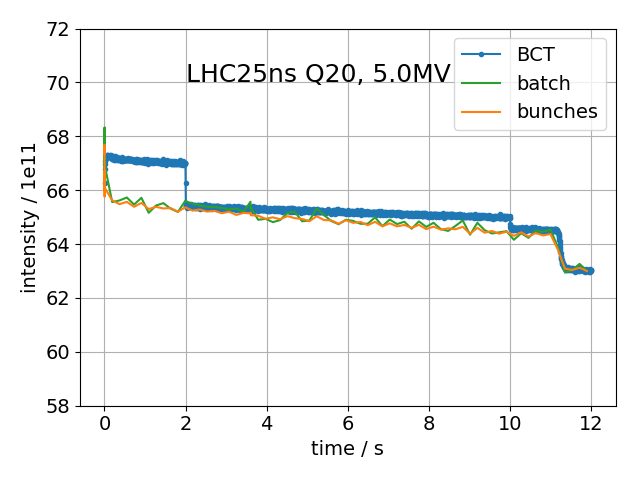 72
70
68
66
64
62
60
58
intensity / 1e11
LHC25ns Q20, 5.0MV
BCT
batch
bunches
0 2 4 6 8 10 12
time / s